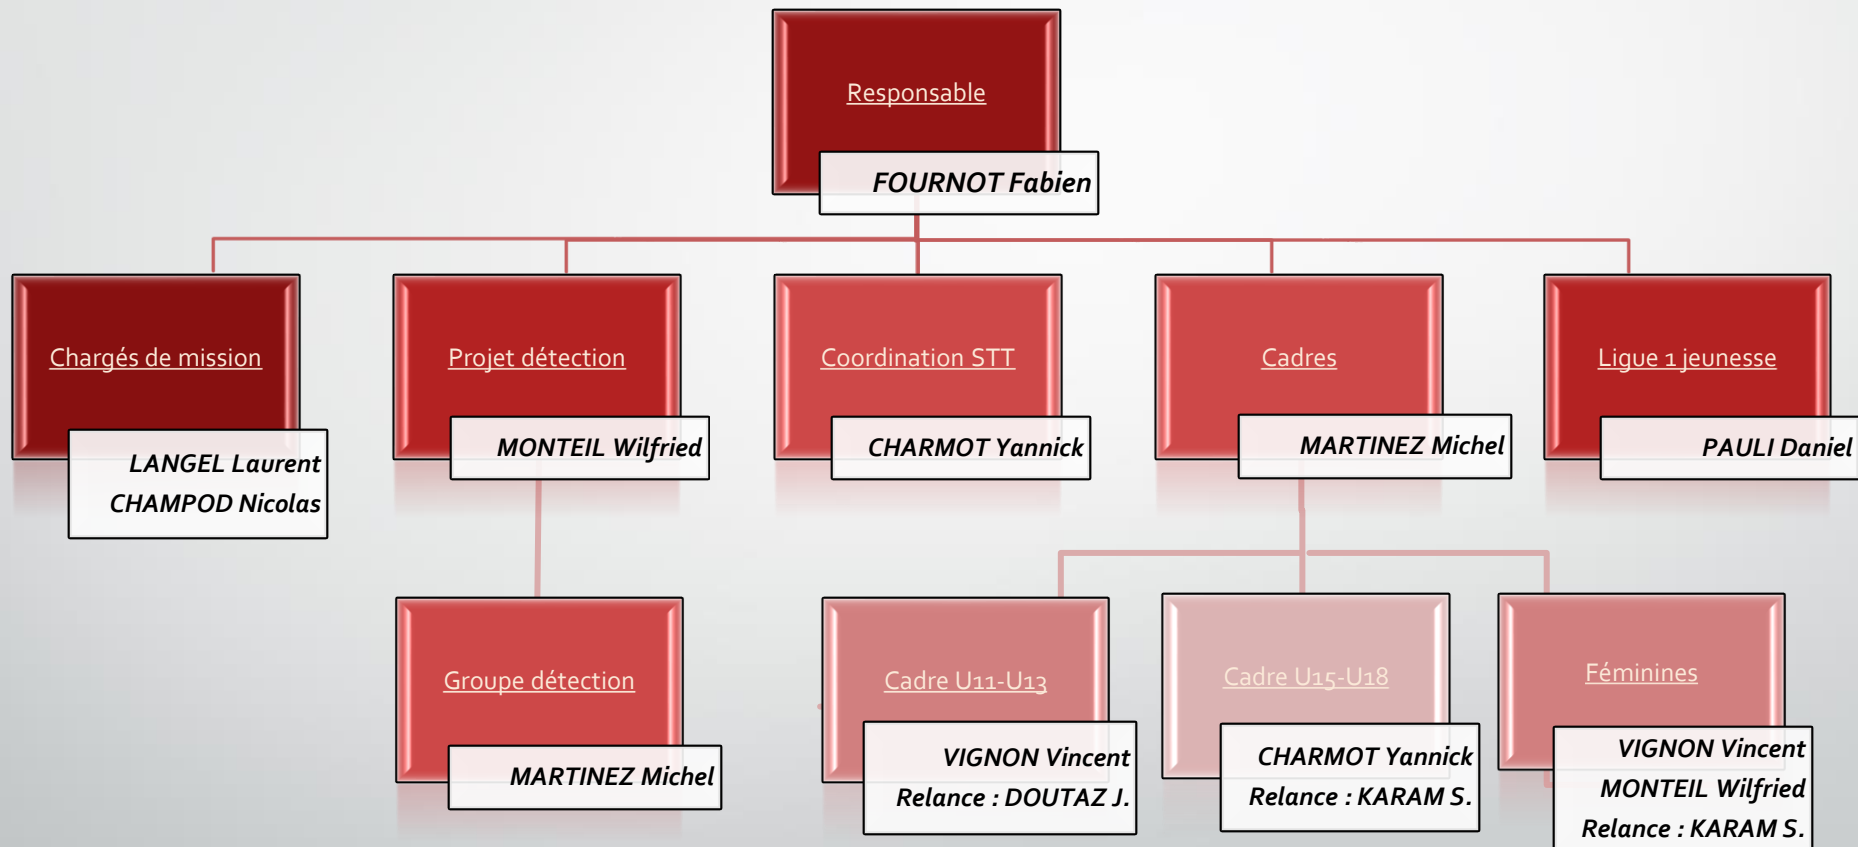 Responsable
FOURNOT Fabien
Chargés de mission
LANGEL Laurent
CHAMPOD Nicolas
Projet détection
MONTEIL Wilfried
Coordination STT
CHARMOT Yannick
Cadres
MARTINEZ Michel
Ligue 1 jeunesse
PAULI Daniel
Groupe détection
MARTINEZ Michel
Cadre U11-U13
VIGNON Vincent
Relance : DOUTAZ J.
Cadre U15-U18
CHARMOT Yannick
Relance : KARAM S.
Féminines
VIGNON Vincent
MONTEIL Wilfried
Relance : KARAM S.